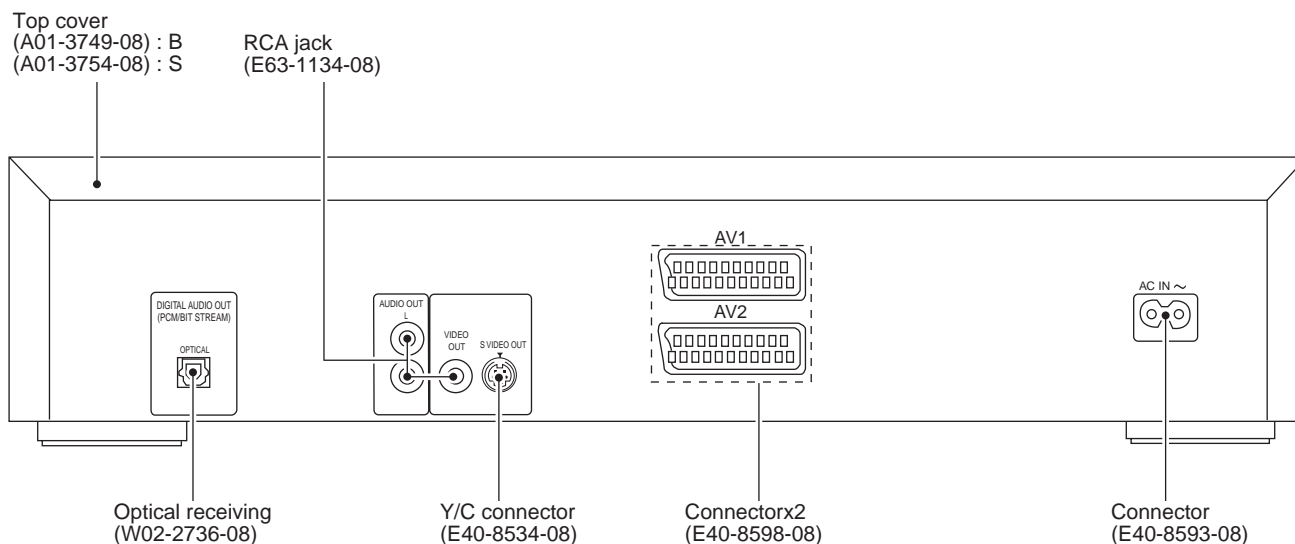 Top cover
(A01-3749-08) : B
(A01-3754-08) : S
RCA jack
(E63-1134-08)
DIGITAL AUDIO OUT
(PCM/BIT STREAM)
OPTICAL
AUDIO OUT
L
VIDEO
OUT
S VIDEO OUT
AV1
AV2
AC IN ~
Optical receiving
(W02-2736-08)
Y/C connector
(E40-8534-08)
Connectorx2
(E40-8598-08)
Connector
(E40-8593-08)